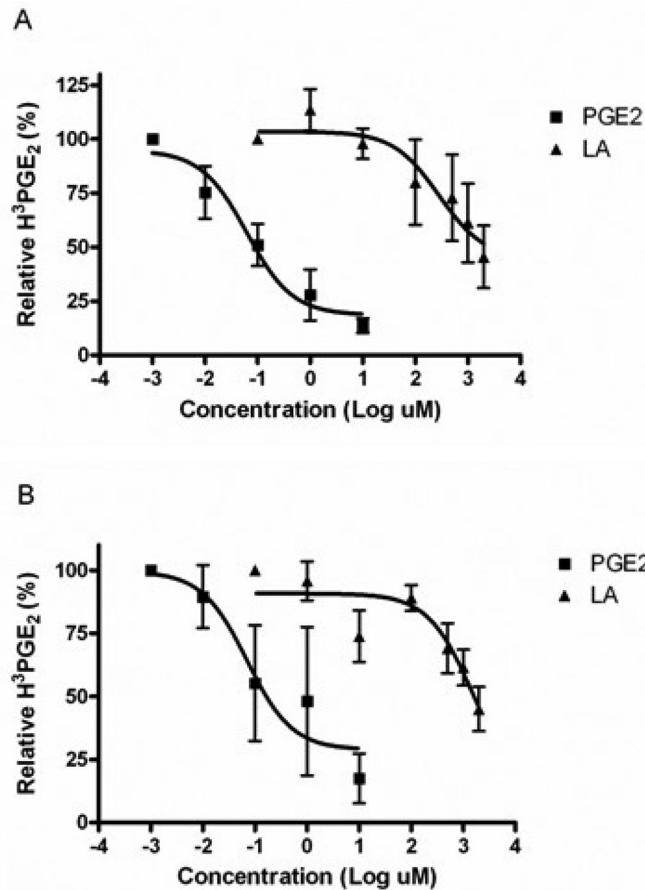 A
125
100
75
50
25
0
Relative H³PGE₂ (%)
-4 -3 -2 -1 0 1 2 3 4
Concentration (Log uM)
PGE2
LA
B
100
75
50
25
0
Relative H³PGE₂ (%)
-4 -3 -2 -1 0 1 2 3 4
Concentration (Log uM)
PGE2
LA